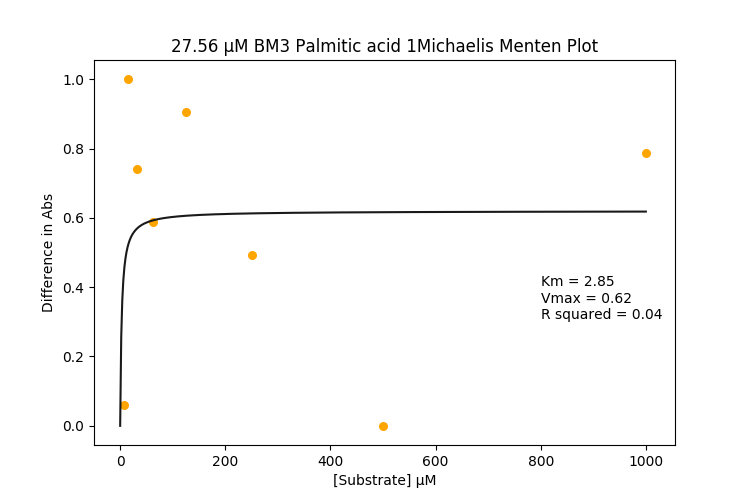 27.56 µM BM3 Palmitic acid 1Michaelis Menten Plot
1.0
0.8
0.6
0.4
0.2
0.0
Difference in Abs
Km = 2.85
Vmax = 0.62
R squared = 0.04
0 200 400 600 800 1000
[Substrate] µM